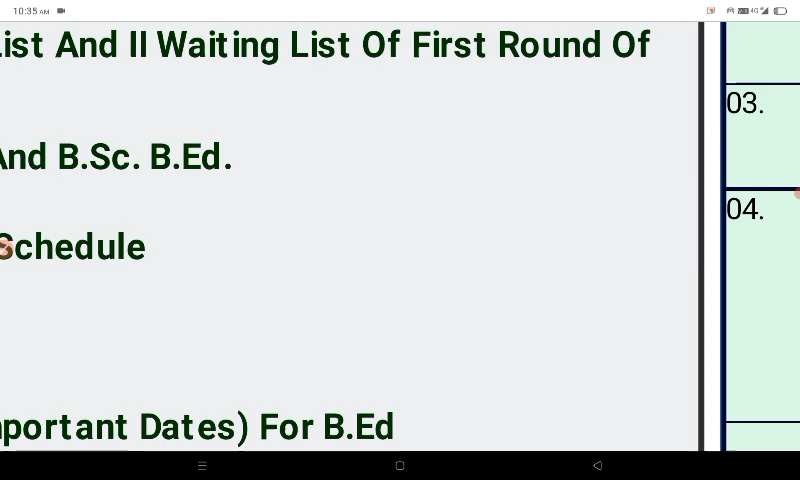 10:35 AM
List And II Waiting List Of First Round Of
03.
And B.Sc. B.Ed.
04.
Schedule
mportant Dates) For B.Ed